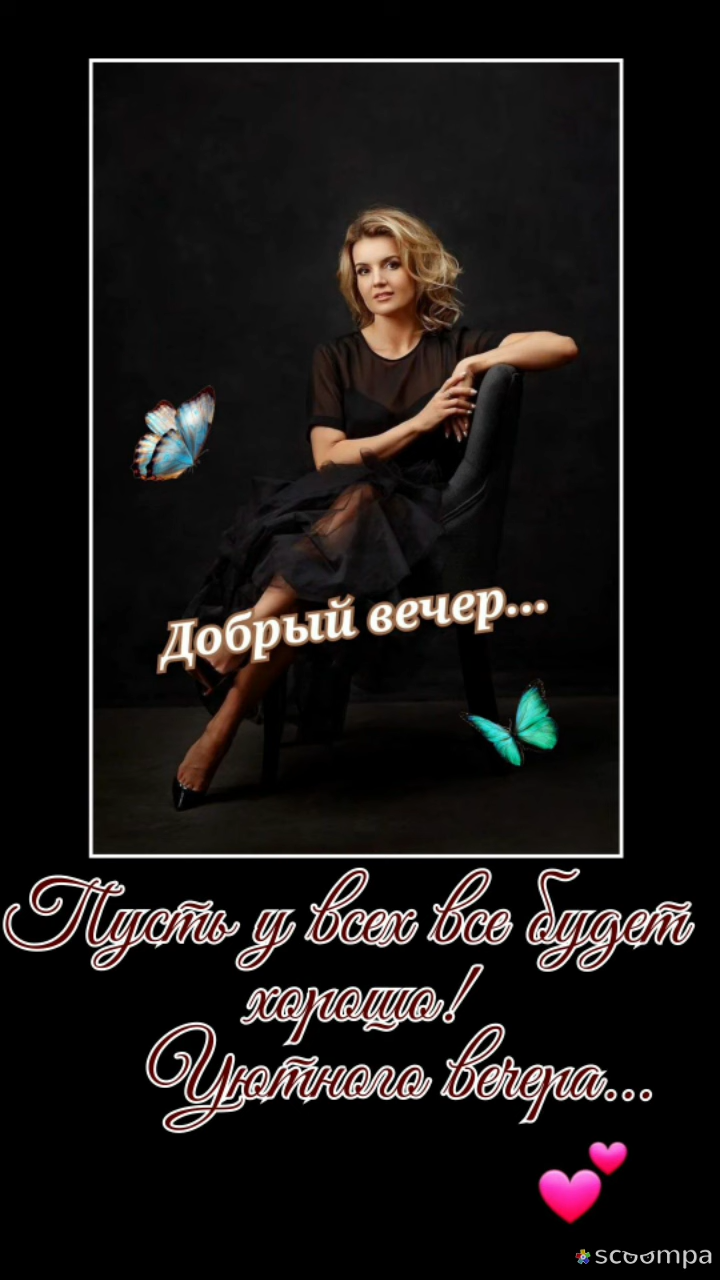 Добрый вечер...
Пусть у всех все будет
хорошо!
Уютного вечера...
scoompa